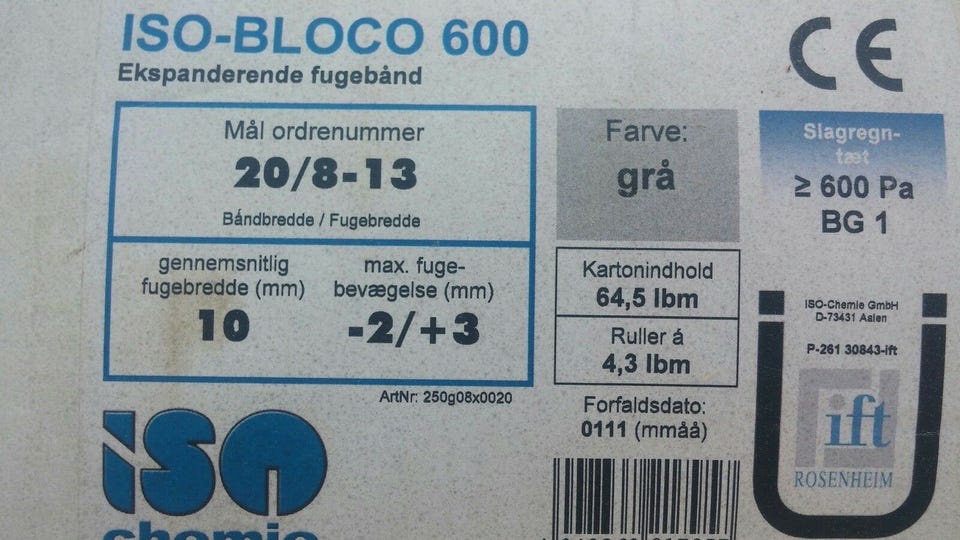 ISO-BLOCO 600
Ekspanderende fugebånd
Mål ordrenummer
20/8-13
Båndbredde / Fugebredde
gennemsnitlig
fugebredde (mm)
10
max. fuge-
bevægelse (mm)
-2/+3
ArtNr: 250g08x0020
Farve:
grå
Kartonindhold
64,5 lbm
Ruller á
4,3 lbm
Forfaldsdato:
0111 (mmåå)
CE
Slagregn-
tæt
≥ 600 Pa
BG 1
ISO-Chemie GmbH
D-73431 Aalen
P-261 30843-ift
ift
ROSENHEIM
ISO
chemie